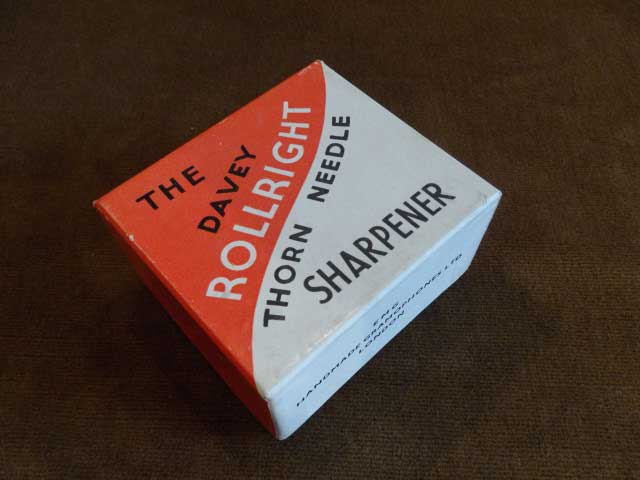 THE
DAVEY
ROLLRIGHT
THORN NEEDLE
SHARPENER
E M G
HANDMADE GRAMOPHONES LTD
LONDON